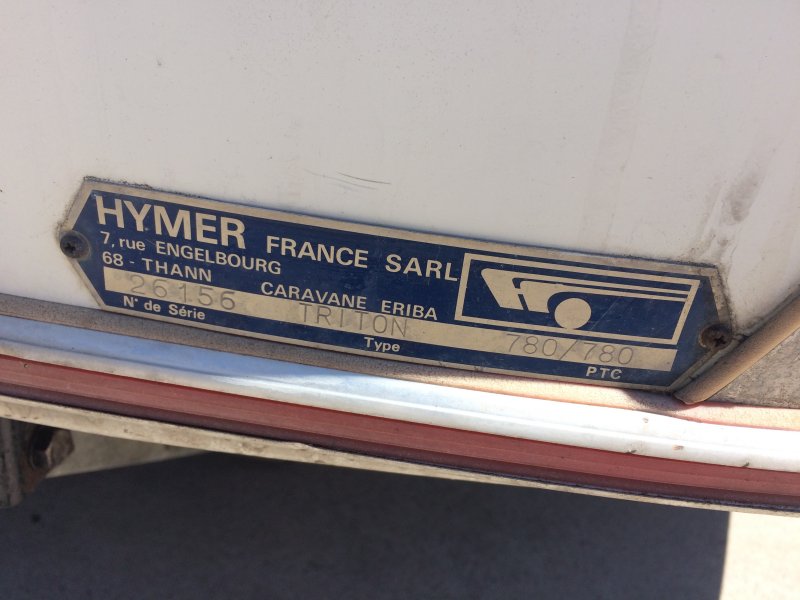 HYMER FRANCE SARL
7, rue ENGELBOURG
68 - THANN CARAVANE ERIBA
26156 TRITON 780/780
N° de Série Type PTC